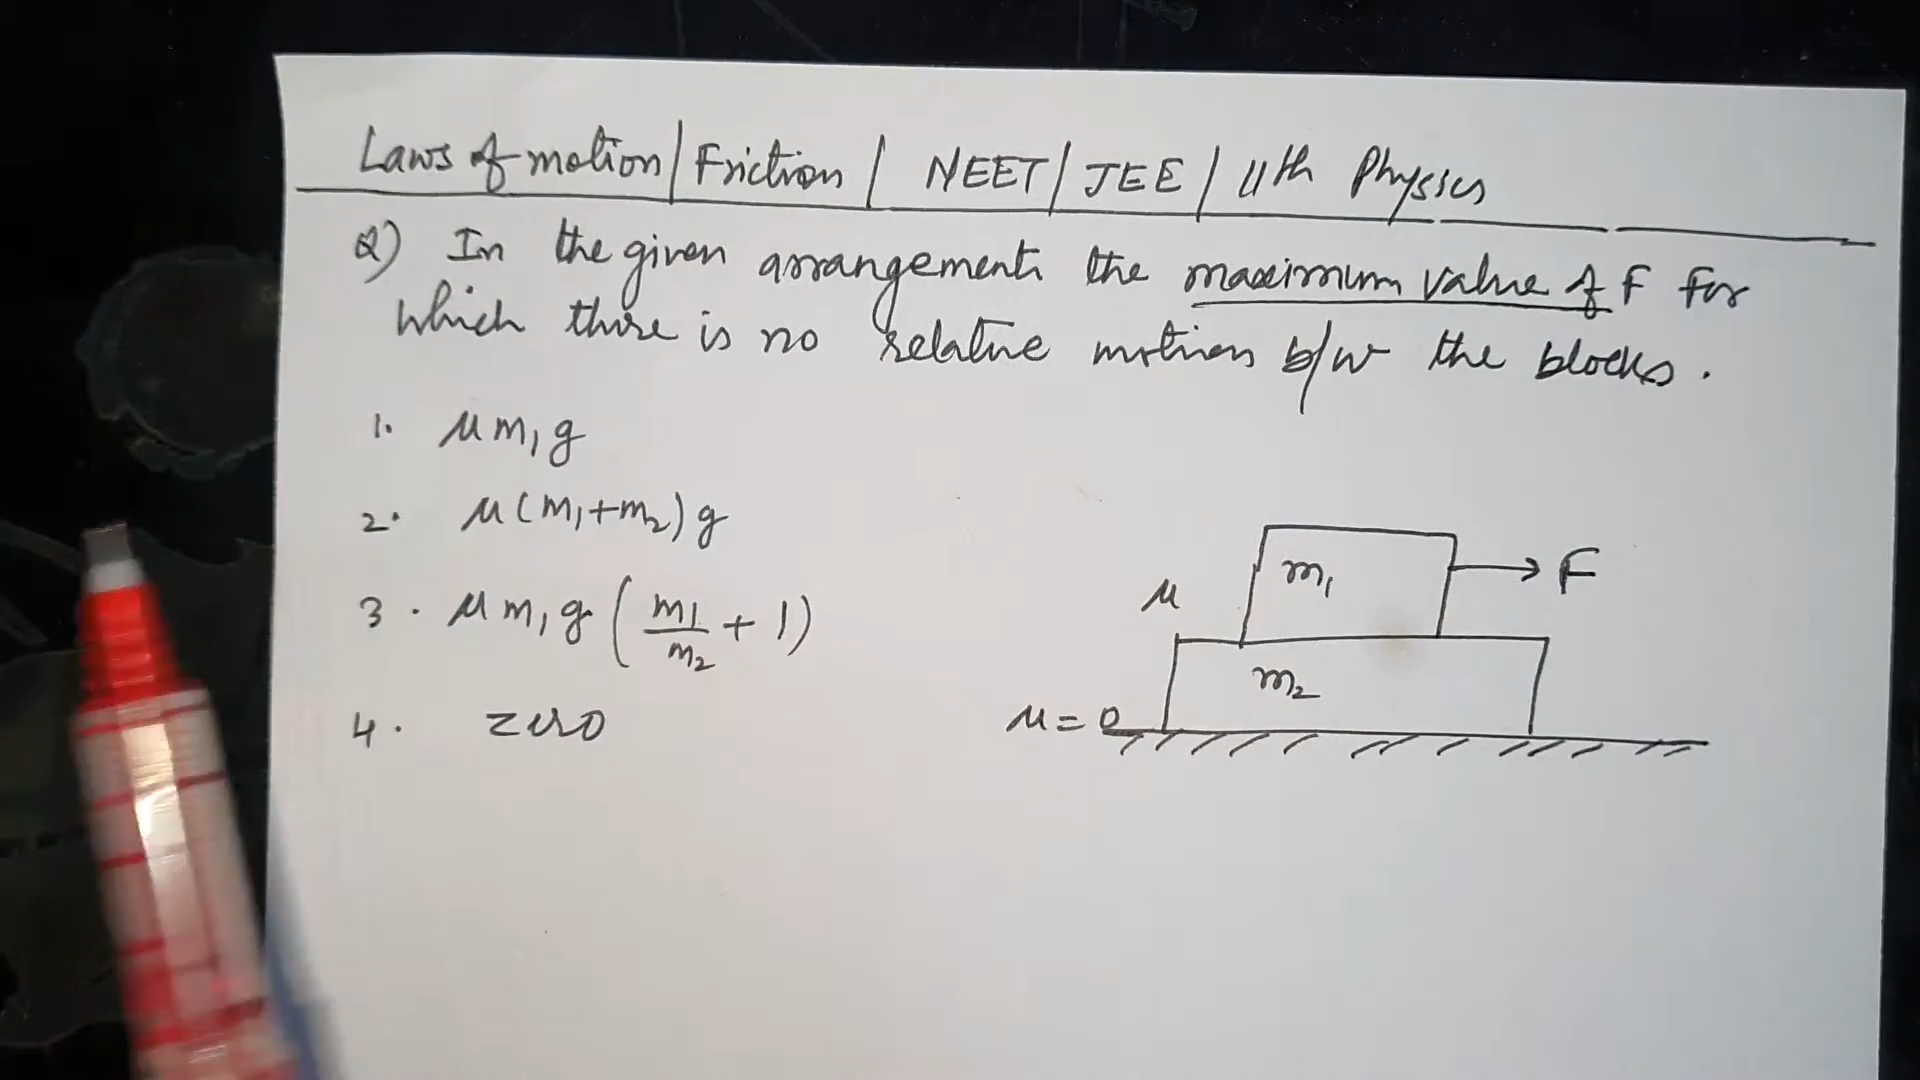 Laws of motion / Friction / NEET / JEE / 11th Physics
Q) In the given arrangement the maximum value of F for
which there is no relative motion b/w the blocks.
1. μ m₁ g
2. μ (m₁+m₂) g
3. μ m₁ g (m₁/m₂ + 1)
4. zero
m₁ → F
μ
m₂
μ = 0